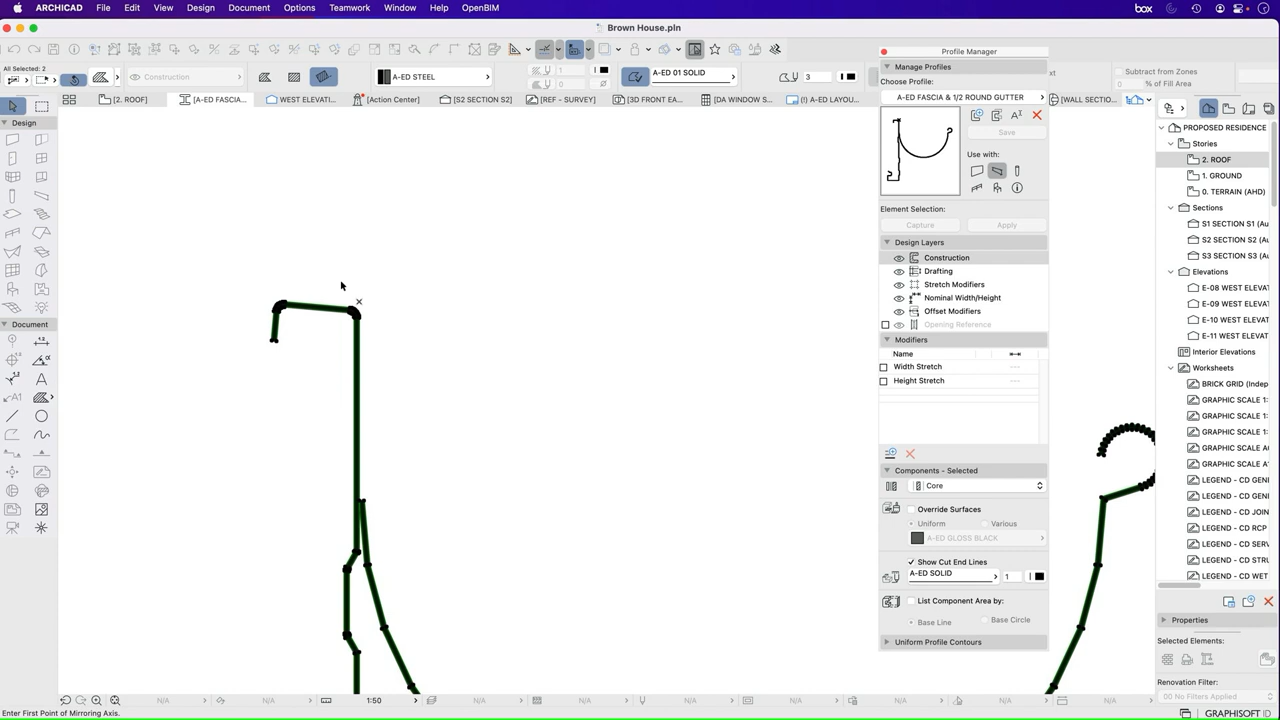 ARCHICAD File Edit View Design Document Options Teamwork Window Help OpenBIM
box
Brown House.pln
All Selected: 2
Construction
A-ED STEEL
1
0
A-ED 01 SOLID
3
Subtract from Zones
0 % of Fill Area
[2. ROOF]
[A-ED FASCIA...
WEST ELEVATI...
[Action Center]
[S2 SECTION S2]
[REF - SURVEY]
[3D FRONT EA...
[DA WINDOW S...
(!) A-ED LAYOU...
[WALL SECTIO...
Design
Document
Profile Manager
Manage Profiles
Choose Profile:
A-ED FASCIA & 1/2 ROUND GUTTER
Save
Use with:
Element Selection:
Capture
Apply
Design Layers
Construction
Drafting
Stretch Modifiers
Nominal Width/Height
Offset Modifiers
Opening Reference
Modifiers
Name
Width Stretch ---
Height Stretch ---
Components - Selected
Core
Override Surfaces
Uniform
Various
A-ED GLOSS BLACK
Show Cut End Lines
A-ED SOLID
1
List Component Area by:
Base Line
Base Circle
Uniform Profile Contours
PROPOSED RESIDENCE
Stories
2. ROOF
1. GROUND
0. TERRAIN (AHD)
Sections
S1 SECTION S1 (Au
S2 SECTION S2 (Au
S3 SECTION S3 (Au
Elevations
E-08 WEST ELEVAT
E-09 WEST ELEVAT
E-10 WEST ELEVAT
E-11 WEST ELEVAT
Interior Elevations
Worksheets
BRICK GRID (Indep
GRAPHIC SCALE 1:
GRAPHIC SCALE 1:
GRAPHIC SCALE 1:
GRAPHIC SCALE A
GRAPHIC SCALE A
LEGEND - CD GENI
LEGEND - CD GENI
LEGEND - CD JOIN
LEGEND - CD RCP
LEGEND - CD SERV
LEGEND - CD STRU
LEGEND - CD WET
Properties
Selected Elements:
Renovation Filter:
00 No Filters Applied
N/A
N/A
1:50
N/A
N/A
N/A
N/A
N/A
N/A
N/A
Enter First Point of Mirroring Axis.
GRAPHISOFT ID